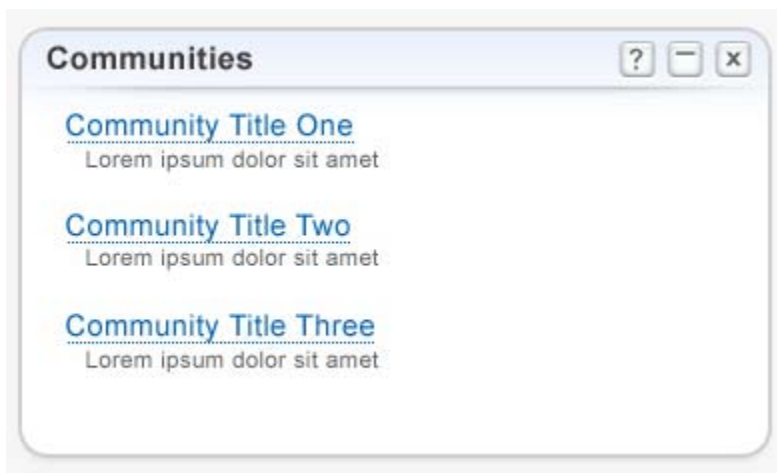 Communities ? – x
Community Title One
Lorem ipsum dolor sit amet
Community Title Two
Lorem ipsum dolor sit amet
Community Title Three
Lorem ipsum dolor sit amet